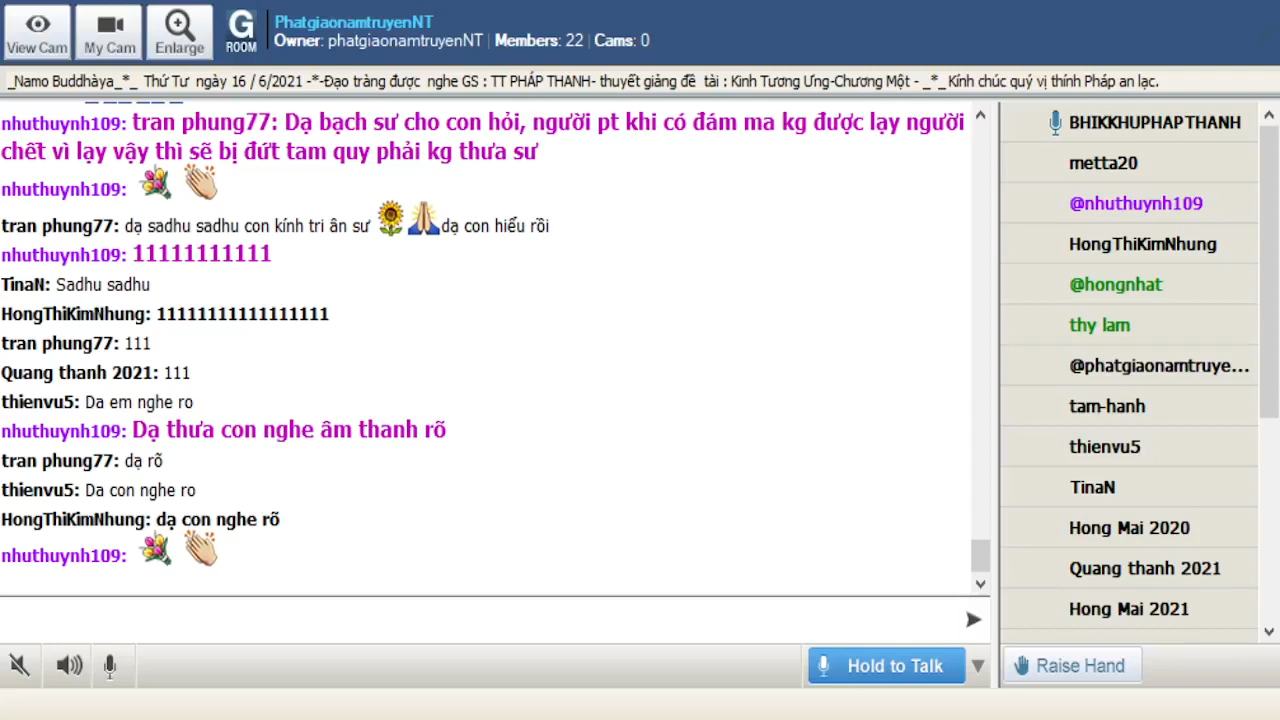 View Cam
My Cam
Enlarge
G
ROOM
PhatgiaonamtruyenNT
Owner: phatgiaonamtruyenNT | Members: 22 | Cams: 0
_Namo Buddhàya_*_ Thứ Tư ngày 16 / 6/2021 -*-Đạo tràng được nghe GS : TT PHÁP THANH- thuyết giảng đề tài : Kinh Tương Ưng-Chương Một - _*_Kính chúc quý vị thính Pháp an lạc.
nhuthuynh109: tran phung77: Dạ bạch sư cho con hỏi, người pt khi có đám ma kg được lạy người
chết vì lạy vậy thì sẽ bị đứt tam quy phải kg thưa sư
nhuthuynh109:
tran phung77: dạ sadhu sadhu con kính tri ân sư dạ con hiểu rồi
nhuthuynh109: 11111111111
TinaN: Sadhu sadhu
HongThiKimNhung: 11111111111111111
tran phung77: 111
Quang thanh 2021: 111
thienvu5: Da em nghe ro
nhuthuynh109: Dạ thưa con nghe âm thanh rõ
tran phung77: dạ rõ
thienvu5: Da con nghe ro
HongThiKimNhung: dạ con nghe rõ
nhuthuynh109:
Hold to Talk
BHIKKHUPHAPTHANH
metta20
@nhuthuynh109
HongThiKimNhung
@hongnhat
thy lam
@phatgiaonamtruye...
tam-hanh
thienvu5
TinaN
Hong Mai 2020
Quang thanh 2021
Hong Mai 2021
Raise Hand